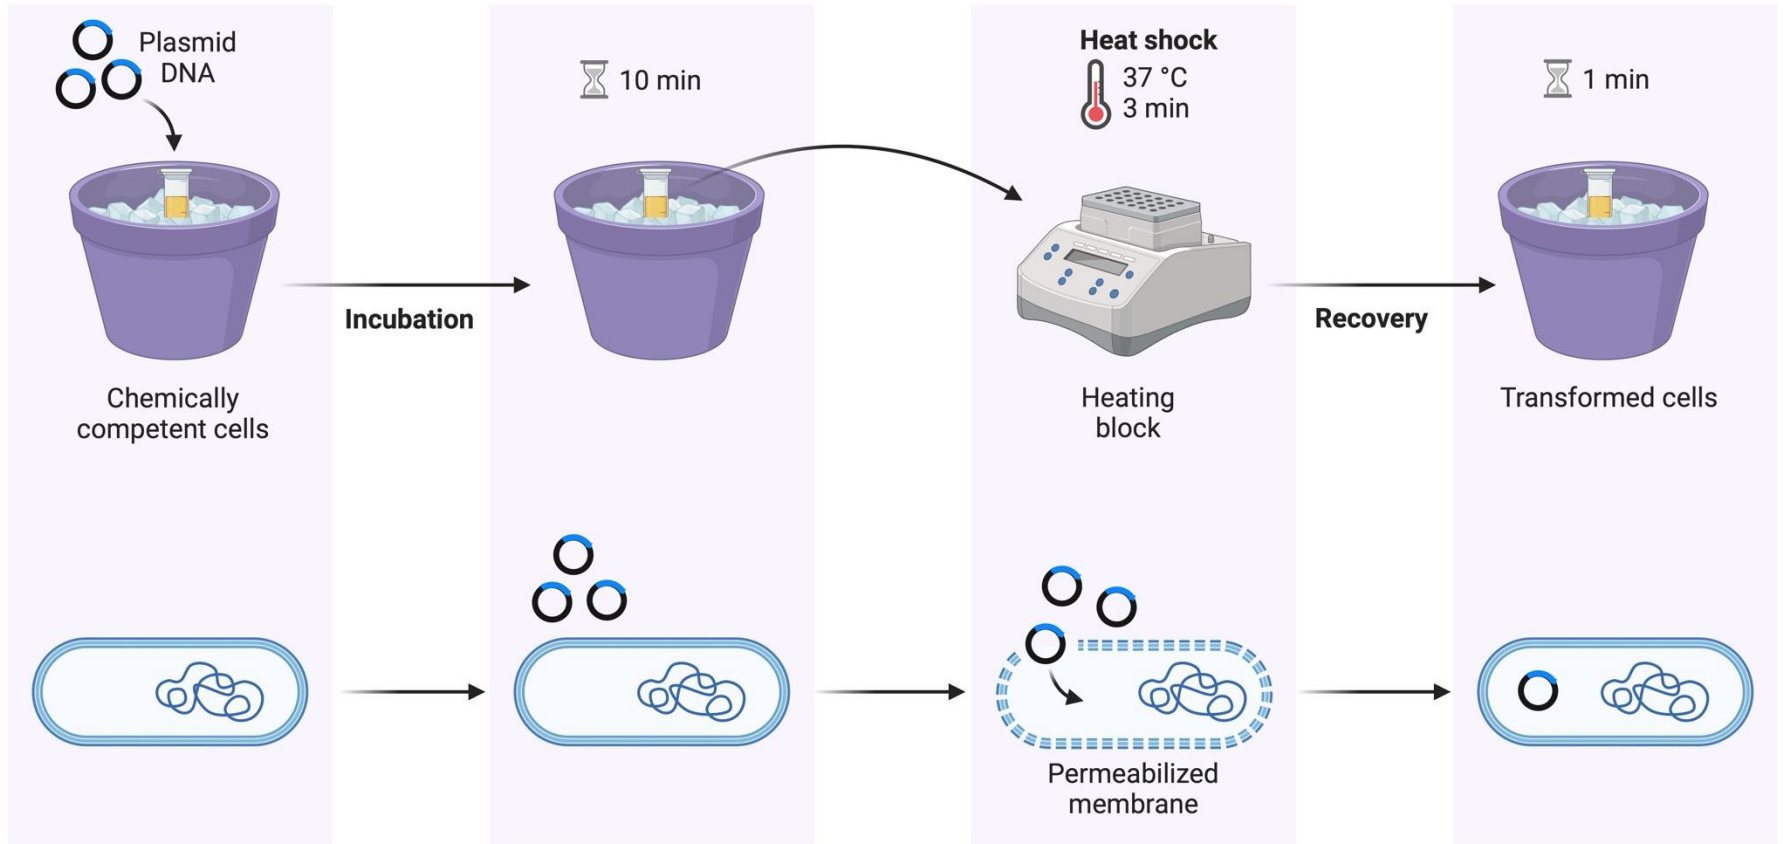 Plasmid
DNA
10 min
Heat shock
37 °C
3 min
1 min
Incubation
Recovery
Chemically
competent cells
Heating
block
Transformed cells
Permeabilized
membrane